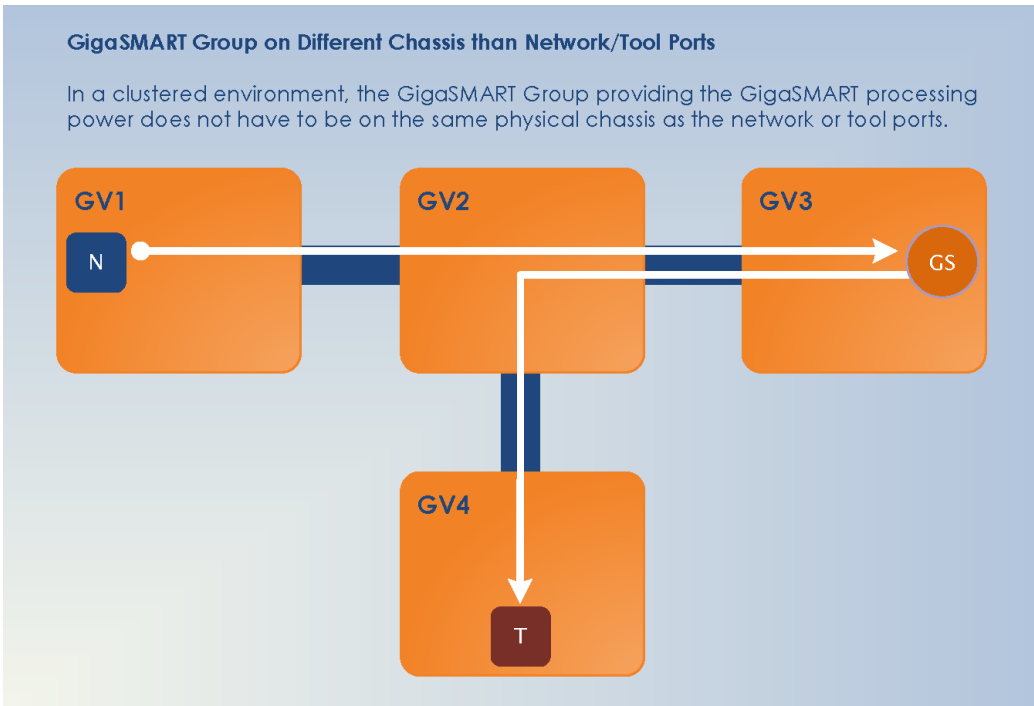 GigaSMART Group on Different Chassis than Network/Tool Ports
In a clustered environment, the GigaSMART Group providing the GigaSMART processing
power does not have to be on the same physical chassis as the network or tool ports.
GV1
GV2
GV3
N
GS
GV4
T